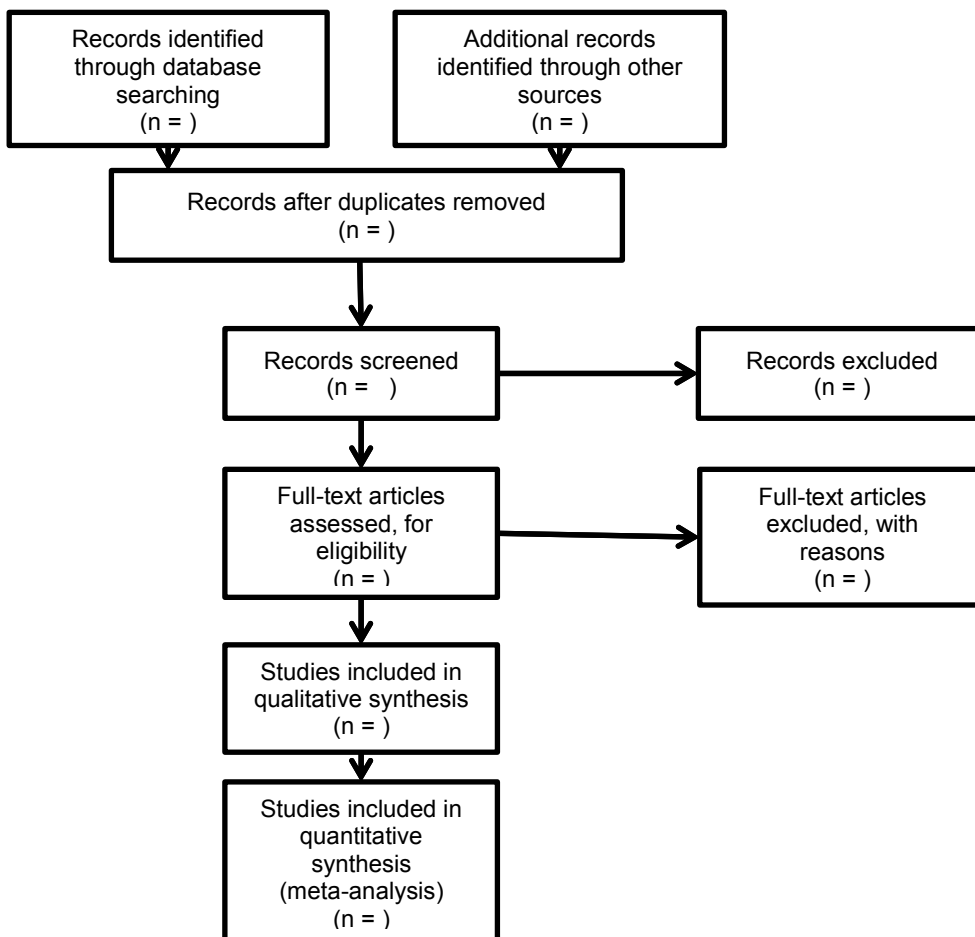 Records identified
through database
searching
(n = )
Additional records
identified through other
sources
(n = )
Records after duplicates removed
(n = )
Records screened
(n = )
Records excluded
(n = )
Full-text articles
assessed, for
eligibility
(n = )
Full-text articles
excluded, with
reasons
(n = )
Studies included in
qualitative synthesis
(n = )
Studies included in
quantitative
synthesis
(meta-analysis)
(n = )